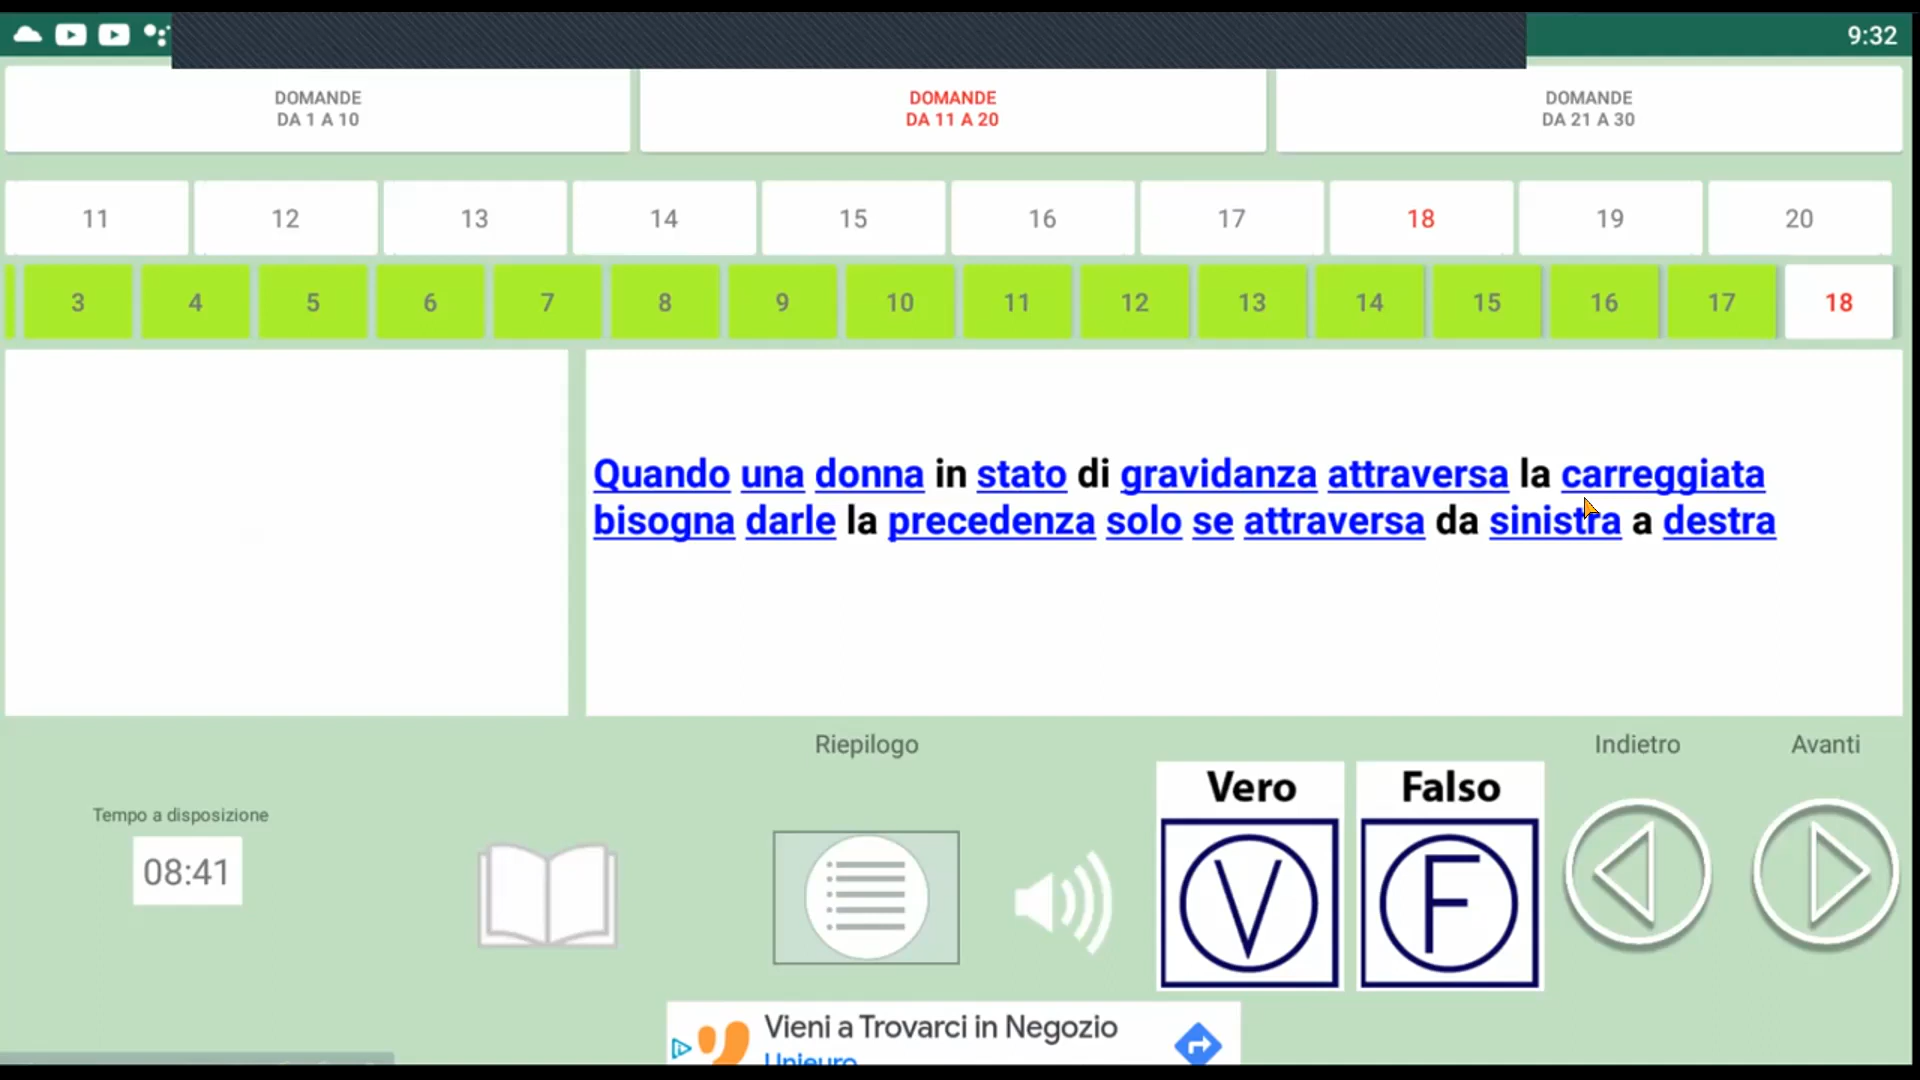 9:32
DOMANDE
DA 1 A 10
DOMANDE
DA 11 A 20
DOMANDE
DA 21 A 30
11 12 13 14 15 16 17 18 19 20
3 4 5 6 7 8 9 10 11 12 13 14 15 16 17 18
Quando una donna in stato di gravidanza attraversa la carreggiata
bisogna darle la precedenza solo se attraversa da sinistra a destra
Riepilogo
Indietro
Avanti
Tempo a disposizione
08:41
Vero
Falso
V
F
Vieni a Trovarci in Negozio
Unieuro